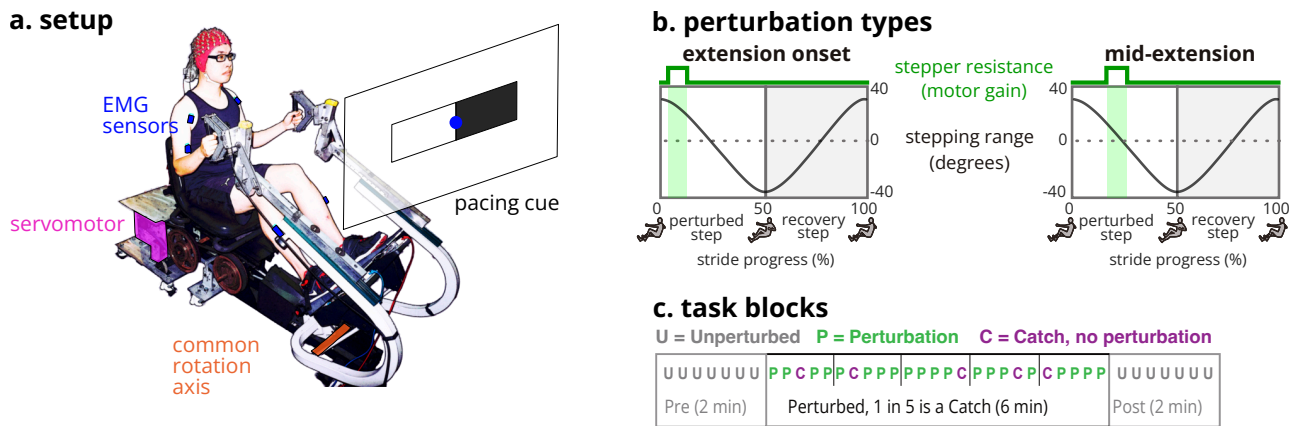 a. setup
EMG
sensors
servomotor
common
rotation
axis
pacing cue
b. perturbation types
extension onset
mid-extension
stepper resistance
(motor gain)
40
0
-40
stepping range
(degrees)
40
0
-40
0 50 100
perturbed
step
recovery
step
stride progress (%)
0 50 100
perturbed
step
recovery
step
stride progress (%)
c. task blocks
U = Unperturbed P = Perturbation C = Catch, no perturbation
U U U U U U U P P C P P P C P P P P P P P C P P P C P C P P P P U U U U U U U
Pre (2 min) Perturbed, 1 in 5 is a Catch (6 min) Post (2 min)